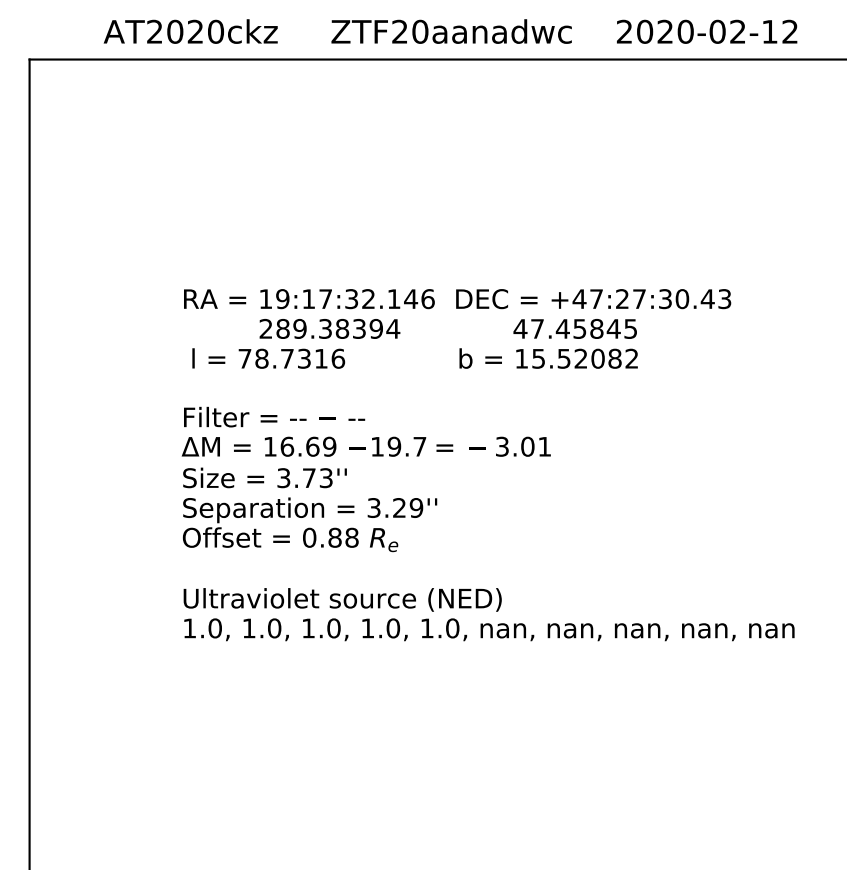 AT2020ckz ZTF20aanadwc 2020-02-12
RA = 19:17:32.146 DEC = +47:27:30.43
289.38394 47.45845
l = 78.7316 b = 15.52082
Filter = -- − --
ΔM = 16.69 −19.7 = − 3.01
Size = 3.73''
Separation = 3.29''
Offset = 0.88 Rₑ
Ultraviolet source (NED)
1.0, 1.0, 1.0, 1.0, 1.0, nan, nan, nan, nan, nan